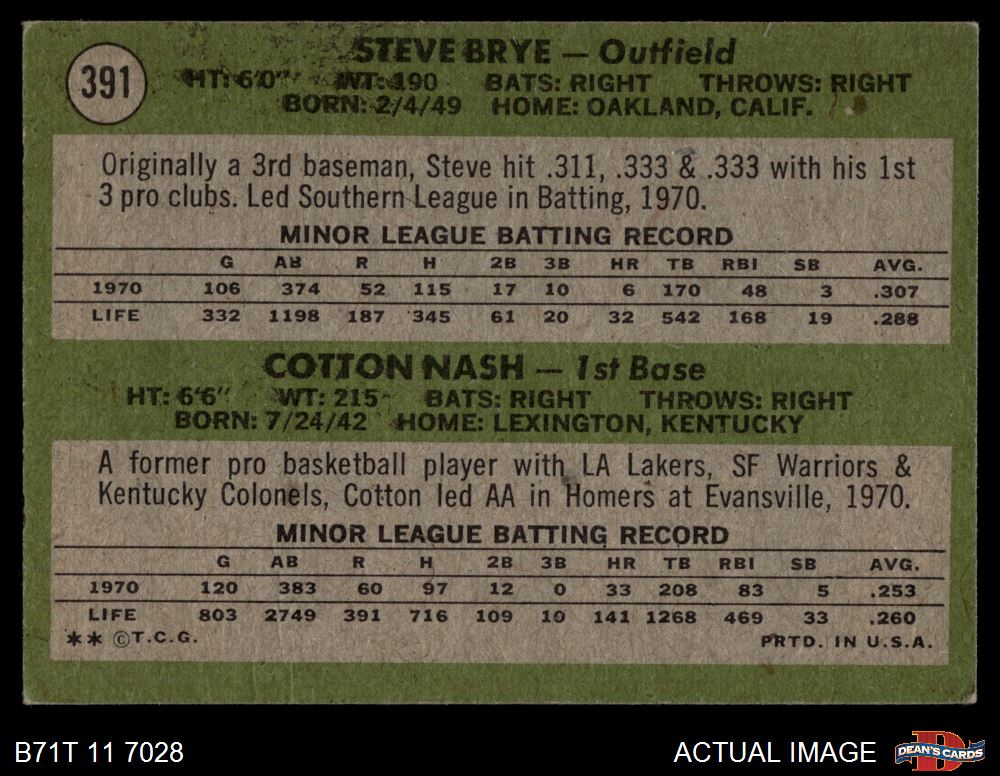 391
STEVE BRYE — Outfield
HT: 6'0" WT: 190 BATS: RIGHT THROWS: RIGHT
BORN: 2/4/49 HOME: OAKLAND, CALIF.
Originally a 3rd baseman, Steve hit .311, .333 & .333 with his 1st
3 pro clubs. Led Southern League in Batting, 1970.
MINOR LEAGUE BATTING RECORD
G AB R H 2B 3B HR TB RBI SB AVG.
1970 106 374 52 115 17 10 6 170 48 3 .307
LIFE 332 1198 187 345 61 20 32 542 168 19 .288
COTTON NASH — 1st Base
HT: 6'6" WT: 215 BATS: RIGHT THROWS: RIGHT
BORN: 7/24/42 HOME: LEXINGTON, KENTUCKY
A former pro basketball player with LA Lakers, SF Warriors &
Kentucky Colonels, Cotton led AA in Homers at Evansville, 1970.
MINOR LEAGUE BATTING RECORD
G AB R H 2B 3B HR TB RBI SB AVG.
1970 120 383 60 97 12 0 33 208 83 5 .253
LIFE 803 2749 391 716 109 10 141 1268 469 33 .260
** ©T.C.G. PRTD. IN U.S.A.
B71T 11 7028 ACTUAL IMAGE DEAN'S CARDS